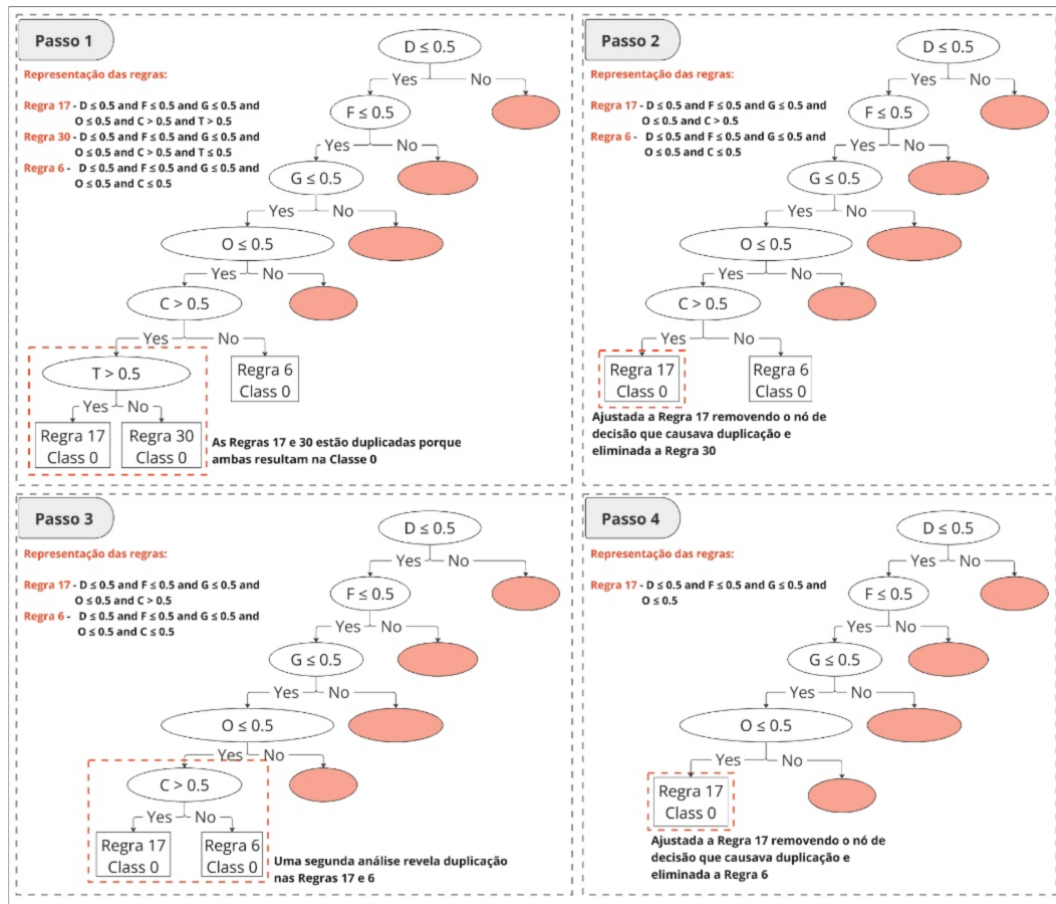 Passo 1
Representação das regras:
Regra 17 - D ≤ 0.5 and F ≤ 0.5 and G ≤ 0.5 and
O ≤ 0.5 and C > 0.5 and T > 0.5
Regra 30 - D ≤ 0.5 and F ≤ 0.5 and G ≤ 0.5 and
O ≤ 0.5 and C > 0.5 and T ≤ 0.5
Regra 6 - D ≤ 0.5 and F ≤ 0.5 and G ≤ 0.5 and
O ≤ 0.5 and C ≤ 0.5
D ≤ 0.5
Yes No
F ≤ 0.5
Yes No
G ≤ 0.5
Yes No
O ≤ 0.5
Yes No
C > 0.5
Yes No
T > 0.5
Regra 6
Class 0
Yes No
Regra 17
Class 0
Regra 30
Class 0
As Regras 17 e 30 estão duplicadas porque
ambas resultam na Classe 0
Passo 2
Representação das regras:
Regra 17 - D ≤ 0.5 and F ≤ 0.5 and G ≤ 0.5 and
O ≤ 0.5 and C > 0.5
Regra 6 - D ≤ 0.5 and F ≤ 0.5 and G ≤ 0.5 and
O ≤ 0.5 and C ≤ 0.5
D ≤ 0.5
Yes No
F ≤ 0.5
Yes No
G ≤ 0.5
Yes No
O ≤ 0.5
Yes No
C > 0.5
Yes No
Regra 17
Class 0
Regra 6
Class 0
Ajustada a Regra 17 removendo o nó de
decisão que causava duplicação e
eliminada a Regra 30
Passo 3
Representação das regras:
Regra 17 - D ≤ 0.5 and F ≤ 0.5 and G ≤ 0.5 and
O ≤ 0.5 and C > 0.5
Regra 6 - D ≤ 0.5 and F ≤ 0.5 and G ≤ 0.5 and
O ≤ 0.5 and C ≤ 0.5
D ≤ 0.5
Yes No
F ≤ 0.5
Yes No
G ≤ 0.5
Yes No
O ≤ 0.5
Yes No
C > 0.5
Yes No
Regra 17
Class 0
Regra 6
Class 0
Uma segunda análise revela duplicação
nas Regras 17 e 6
Passo 4
Representação das regras:
Regra 17 - D ≤ 0.5 and F ≤ 0.5 and G ≤ 0.5 and
O ≤ 0.5
D ≤ 0.5
Yes No
F ≤ 0.5
Yes No
G ≤ 0.5
Yes No
O ≤ 0.5
Yes No
Regra 17
Class 0
Ajustada a Regra 17 removendo o nó de
decisão que causava duplicação e
eliminada a Regra 6